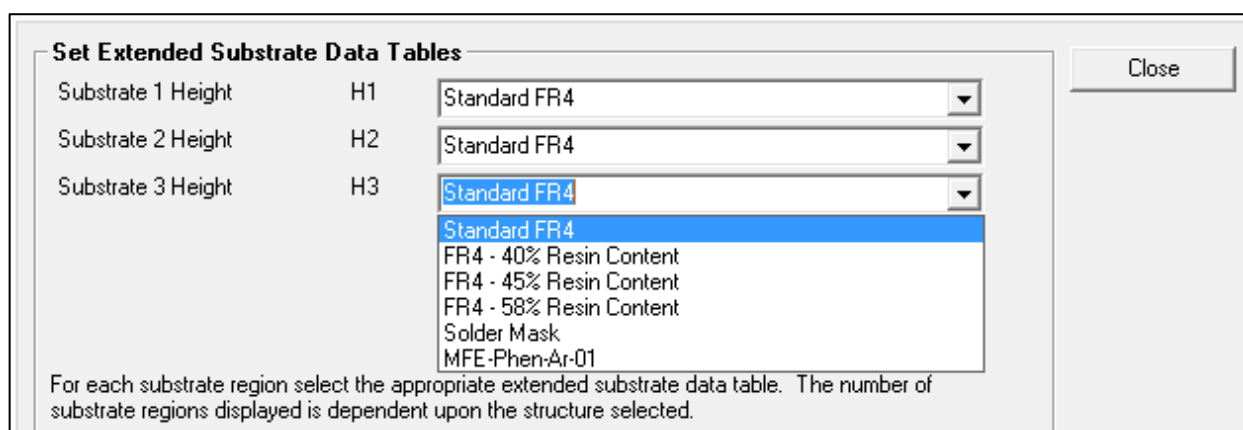 Set Extended Substrate Data Tables
Close
Substrate 1 Height H1 Standard FR4
Substrate 2 Height H2 Standard FR4
Substrate 3 Height H3 Standard FR4
Standard FR4
FR4 - 40% Resin Content
FR4 - 45% Resin Content
FR4 - 58% Resin Content
Solder Mask
MFE-Phen-Ar-01
For each substrate region select the appropriate extended substrate data table. The number of
substrate regions displayed is dependent upon the structure selected.